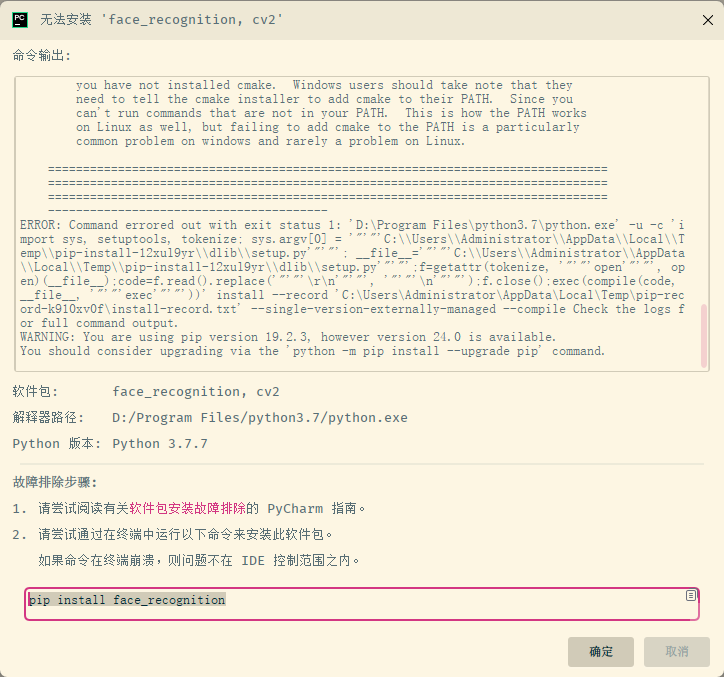 PC
无法安装 'face_recognition, cv2'
命令输出:
you have not installed cmake.  Windows users should take note that they
need to tell the cmake installer to add cmake to their PATH.  Since you
can't run commands that are not in your PATH.  This is how the PATH works
on Linux as well, but failing to add cmake to the PATH is a particularly
common problem on windows and rarely a problem on Linux.
================================================================================
================================================================================
================================================================================
----------------------------------------
ERROR: Command errored out with exit status 1: 'D:\Program Files\python3.7\python.exe' -u -c 'i
mport sys, setuptools, tokenize; sys.argv[0] = '"'"'C:\\Users\\Administrator\\AppData\\Local\\T
emp\\pip-install-12xul9yr\\dlib\\setup.py'"'"'; __file__='"'"'C:\\Users\\Administrator\\AppData
\\Local\\Temp\\pip-install-12xul9yr\\dlib\\setup.py'"'"';f=getattr(tokenize, '"'"'open'"'"', op
en)(__file__);code=f.read().replace('"'"'\r\n'"'"', '"'"'\n'"'"');f.close();exec(compile(code,
__file__, '"'"'exec'"'"'))' install --record 'C:\Users\Administrator\AppData\Local\Temp\pip-rec
ord-k910xv0f\install-record.txt' --single-version-externally-managed --compile Check the logs f
or full command output.
WARNING: You are using pip version 19.2.3, however version 24.0 is available.
You should consider upgrading via the 'python -m pip install --upgrade pip' command.
软件包: face_recognition, cv2
解释器路径: D:/Program Files/python3.7/python.exe
Python 版本: Python 3.7.7
故障排除步骤:
1. 请尝试阅读有关软件包安装故障排除的 PyCharm 指南。
2. 请尝试通过在终端中运行以下命令来安装此软件包。
如果命令在终端崩溃，则问题不在 IDE 控制范围之内。
pip install face_recognition
确定 取消